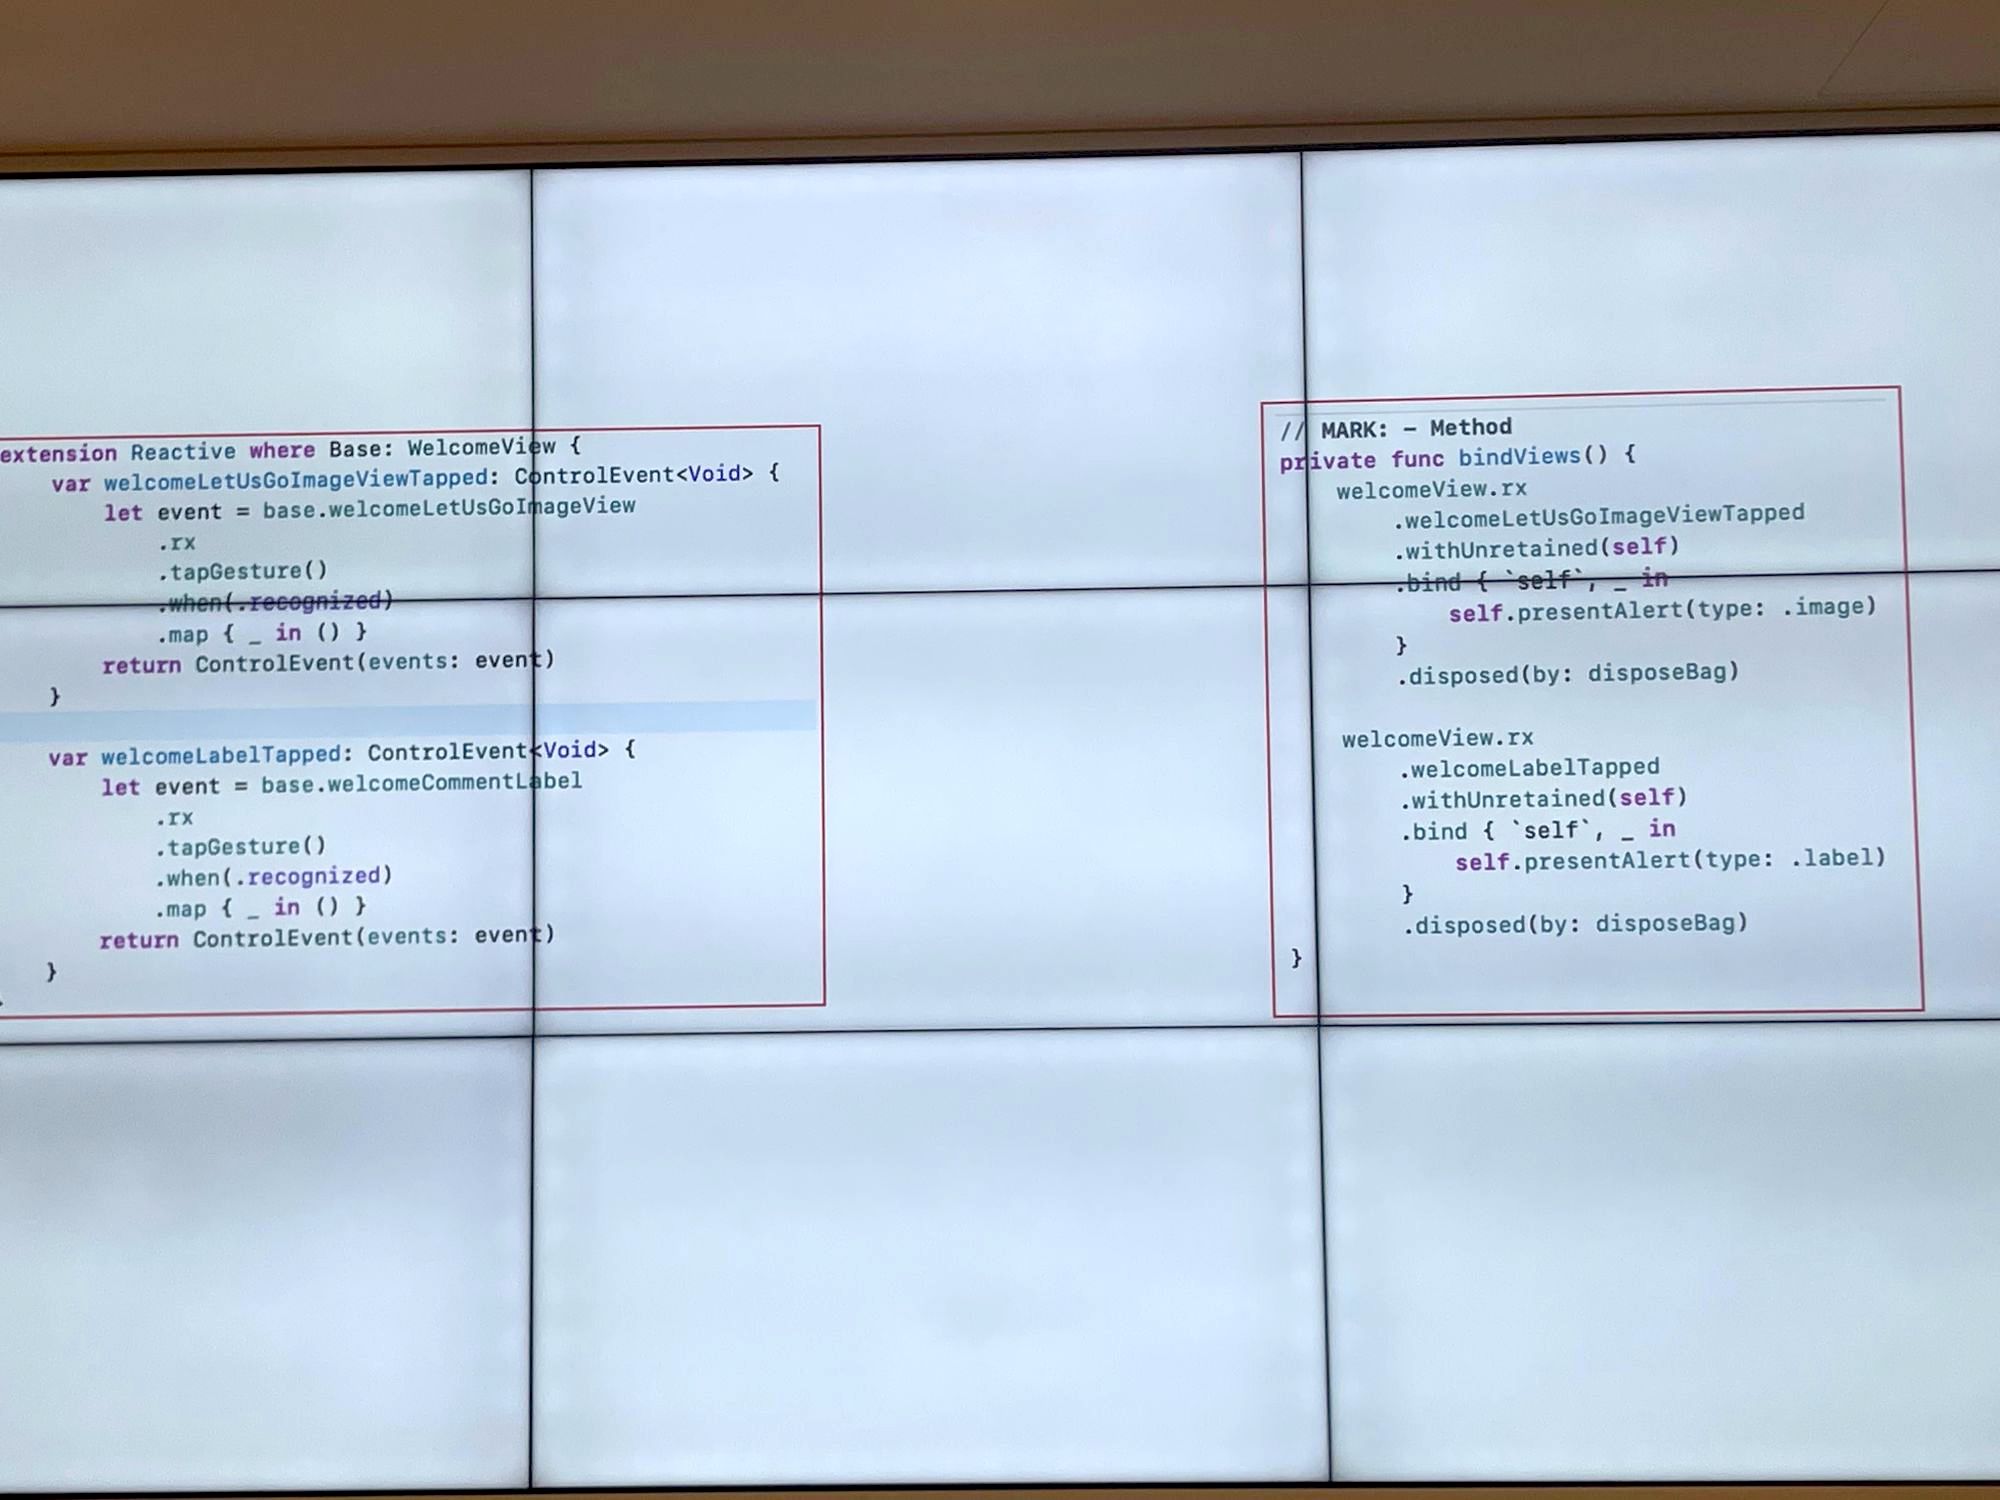 extension Reactive where Base: WelcomeView {
    var welcomeLetUsGoImageViewTapped: ControlEvent<Void> {
        let event = base.welcomeLetUsGoImageView
            .rx
            .tapGesture()
            .when(.recognized)
            .map { _ in () }
        return ControlEvent(events: event)
    }

    var welcomeLabelTapped: ControlEvent<Void> {
        let event = base.welcomeCommentLabel
            .rx
            .tapGesture()
            .when(.recognized)
            .map { _ in () }
        return ControlEvent(events: event)
    }

// MARK: - Method
private func bindViews() {
    welcomeView.rx
        .welcomeLetUsGoImageViewTapped
        .withUnretained(self)
        .bind { `self`, _ in
            self.presentAlert(type: .image)
        }
        .disposed(by: disposeBag)

    welcomeView.rx
        .welcomeLabelTapped
        .withUnretained(self)
        .bind { `self`, _ in
            self.presentAlert(type: .label)
        }
        .disposed(by: disposeBag)
}